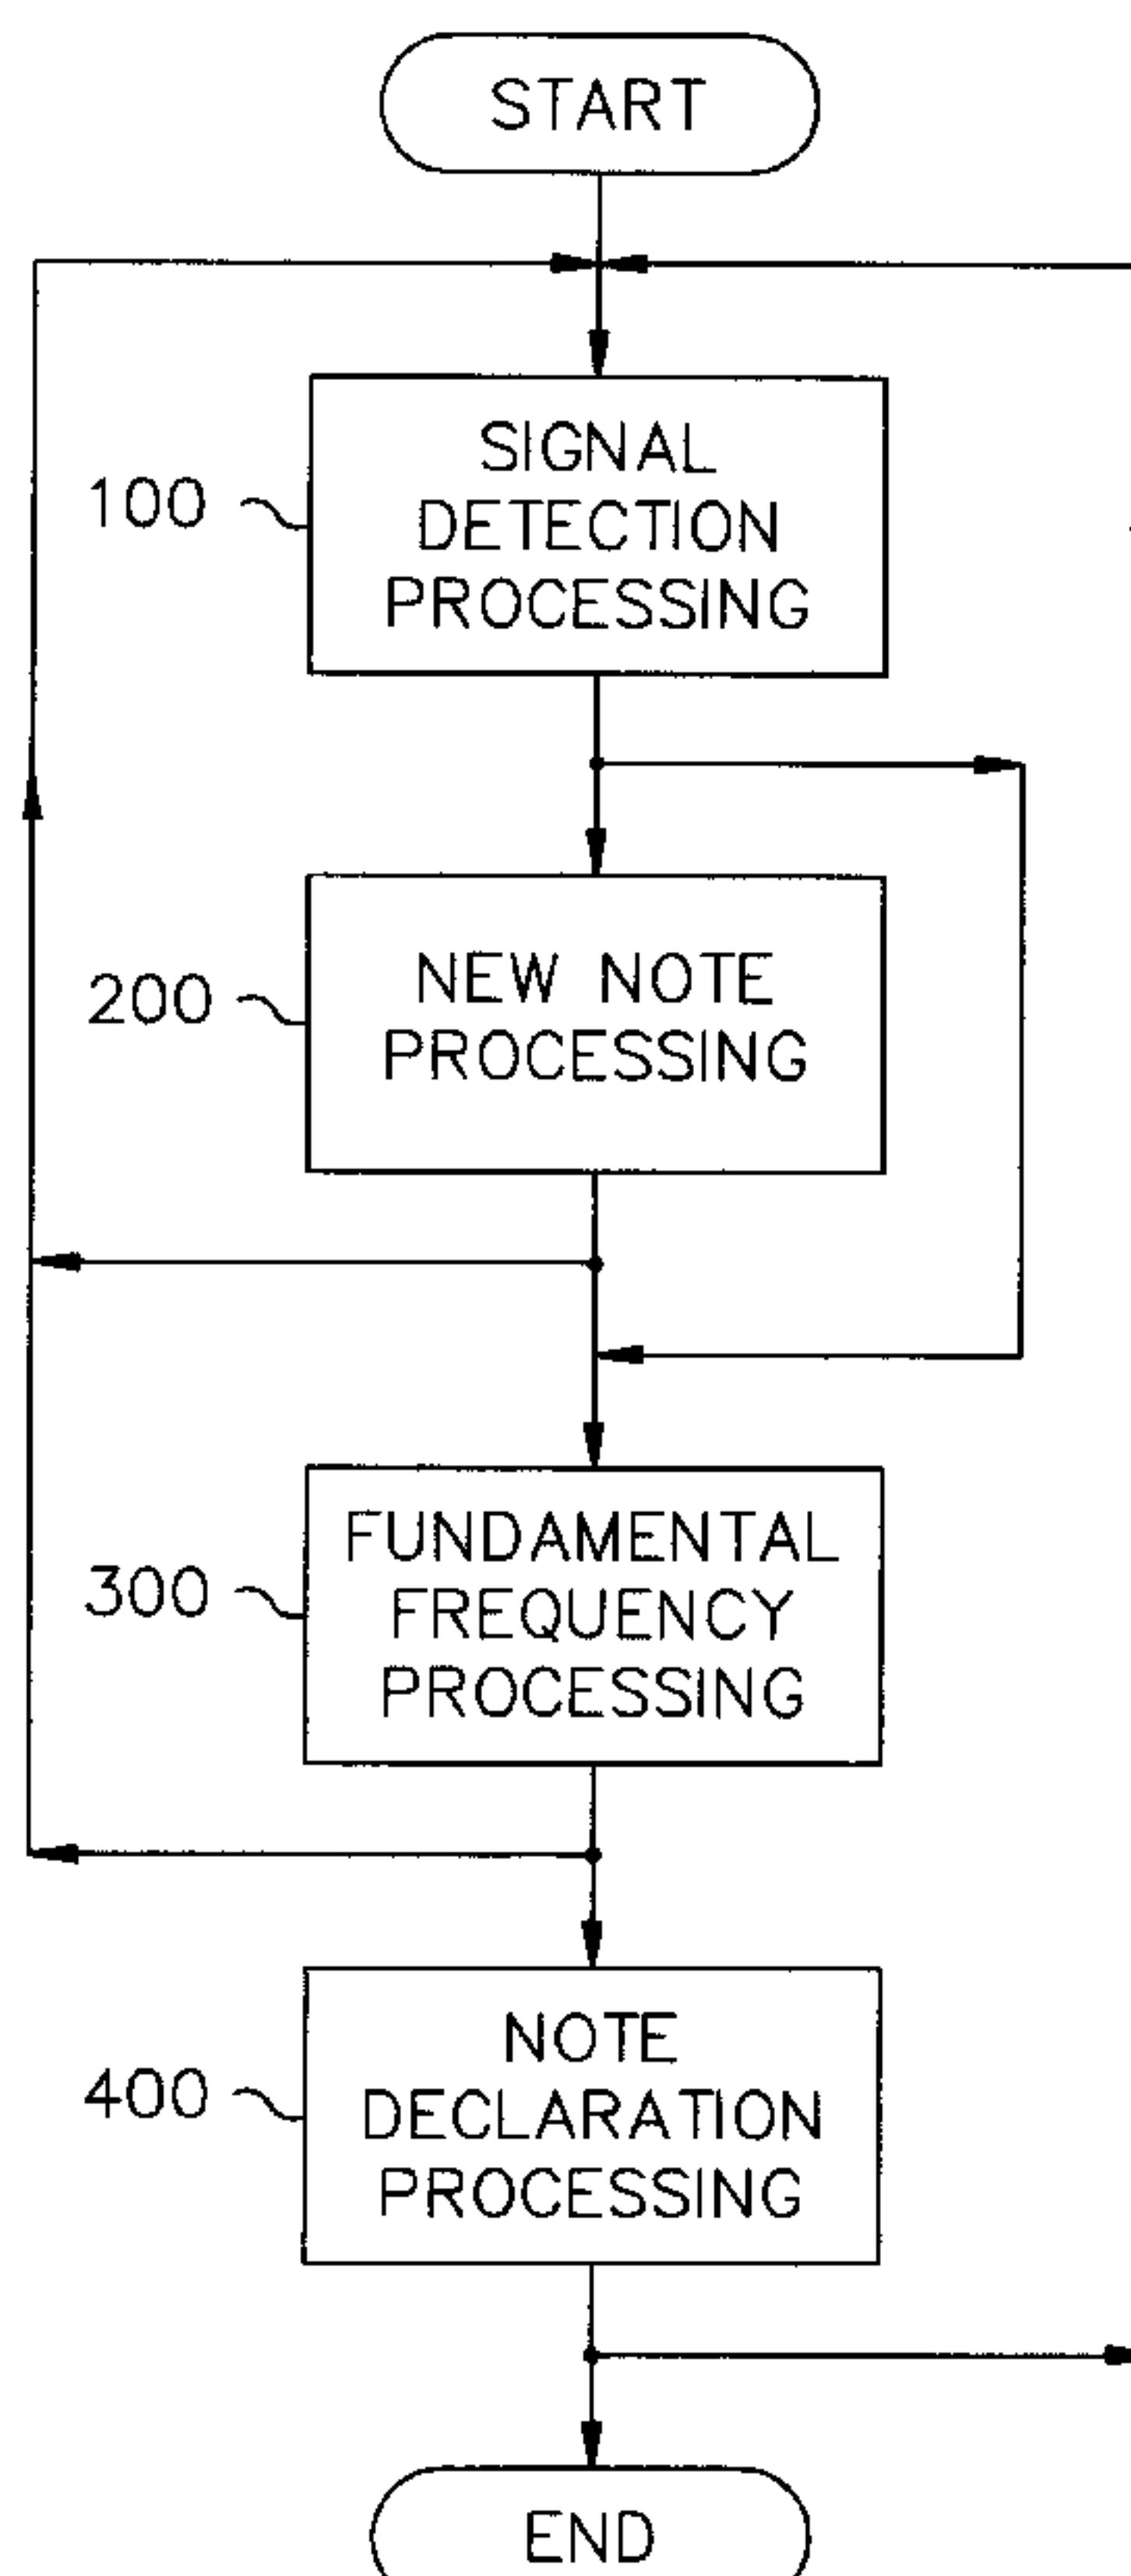 START
100
SIGNAL
DETECTION
PROCESSING
200
NEW NOTE
PROCESSING
300
FUNDAMENTAL
FREQUENCY
PROCESSING
400
NOTE
DECLARATION
PROCESSING
END